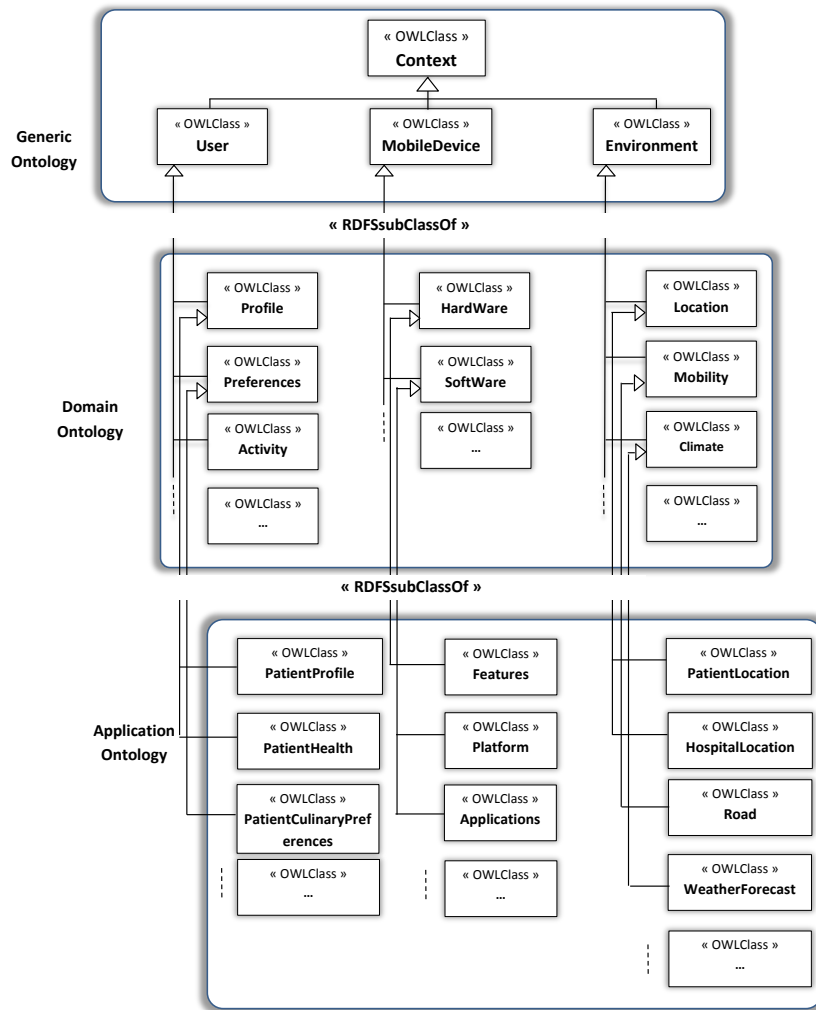 « OWLClass »
Context
« OWLClass »
User
« OWLClass »
MobileDevice
« OWLClass »
Environment
Generic
Ontology
« RDFSsubClassOf »
« OWLClass »
Profile
« OWLClass »
HardWare
« OWLClass »
Location
« OWLClass »
Preferences
« OWLClass »
SoftWare
« OWLClass »
Mobility
Domain
Ontology
« OWLClass »
Activity
« OWLClass »
...
« OWLClass »
Climate
« OWLClass »
...
« OWLClass »
...
« RDFSsubClassOf »
« OWLClass »
PatientProfile
« OWLClass »
Features
« OWLClass »
PatientLocation
Application
Ontology
« OWLClass »
PatientHealth
« OWLClass »
Platform
« OWLClass »
HospitalLocation
« OWLClass »
PatientCulinaryPref
erences
« OWLClass »
Applications
« OWLClass »
Road
« OWLClass »
...
« OWLClass »
...
« OWLClass »
WeatherForecast
« OWLClass »
...